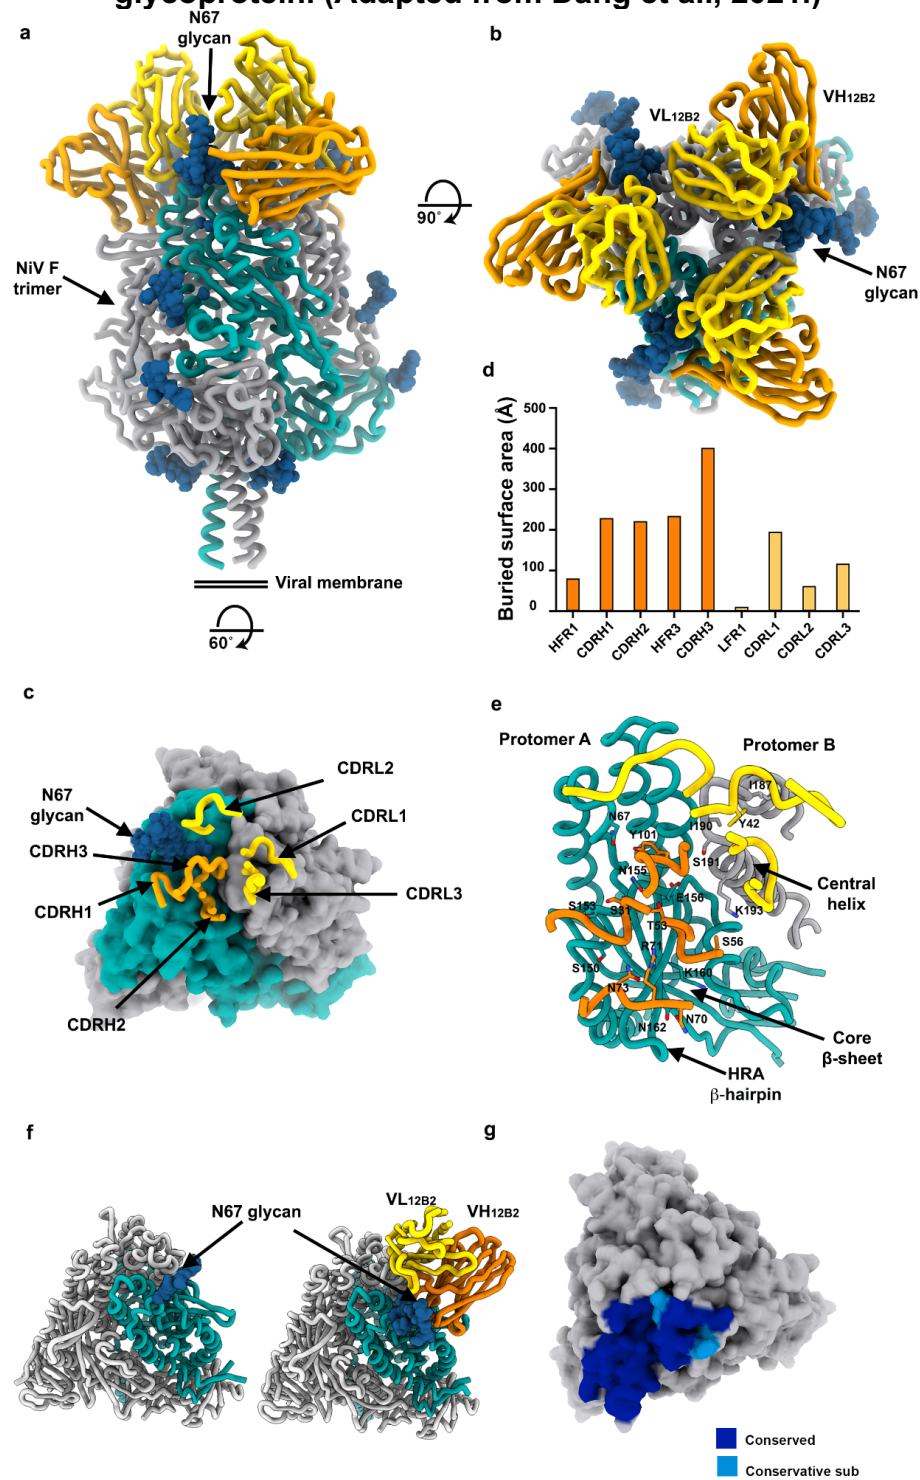 glycoprotein. (Adapted from Dang et al., 2021.)
a
N67
glycan
NiV F
trimer
Viral membrane
60°
90°
b
VL12B2
VH12B2
N67
glycan
d
Buried surface area (Å)
500
400
300
200
100
0
HFR1
CDRH1
CDRH2
HFR3
CDRH3
LFR1
CDRL1
CDRL2
CDRL3
c
CDRL2
N67
glycan
CDRL1
CDRH3
CDRL3
CDRH1
CDRH2
e
Protomer A
Protomer B
I187
N67
Y42
I190
Y101
S191
N155
Central
helix
E156
K193
S153
S31
T53
S56
R71
S150
K160
N73
N70
N162
Core
β-sheet
HRA
β-hairpin
f
N67 glycan
VL12B2
VH12B2
g
Conserved
Conservative sub